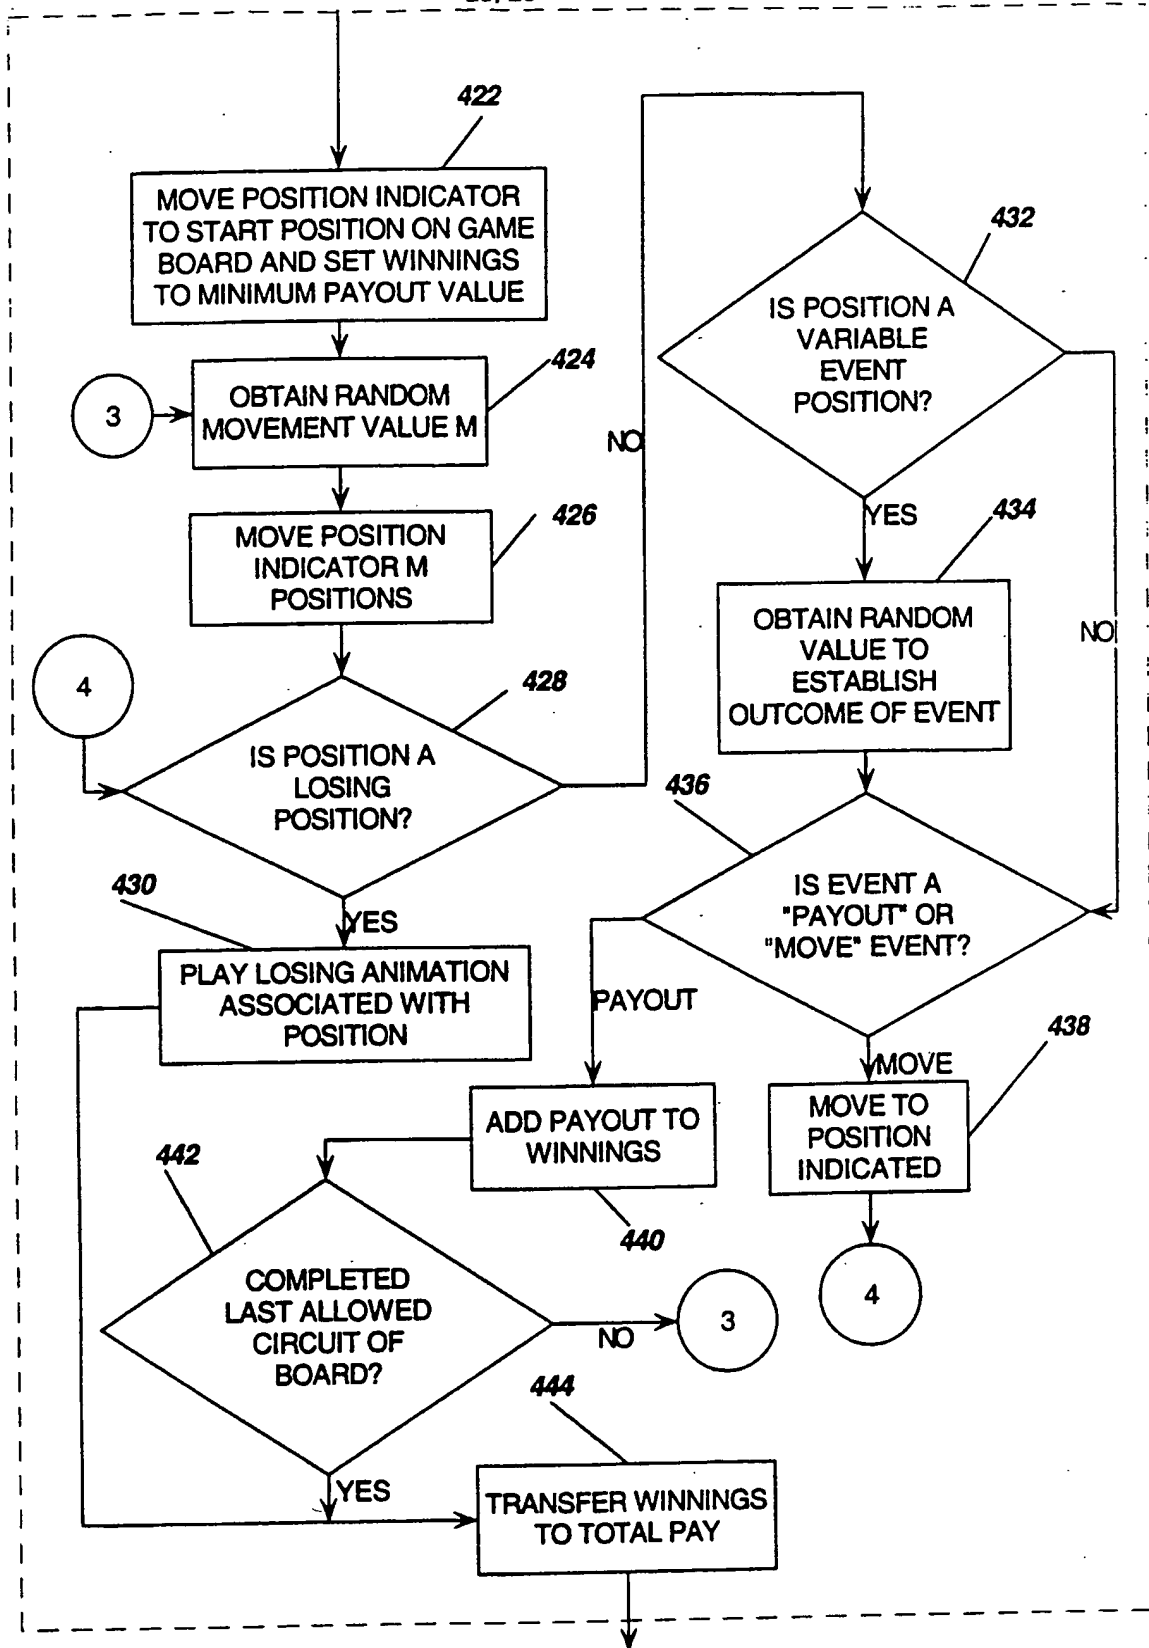 422
MOVE POSITION INDICATOR
TO START POSITION ON GAME
BOARD AND SET WINNINGS
TO MINIMUM PAYOUT VALUE
424
3
OBTAIN RANDOM
MOVEMENT VALUE M
426
MOVE POSITION
INDICATOR M
POSITIONS
4
428
IS POSITION A
LOSING
POSITION?
NO
430
YES
PLAY LOSING ANIMATION
ASSOCIATED WITH
POSITION
432
IS POSITION A
VARIABLE
EVENT
POSITION?
YES
NO
434
OBTAIN RANDOM
VALUE TO
ESTABLISH
OUTCOME OF EVENT
436
IS EVENT A
"PAYOUT" OR
"MOVE" EVENT?
PAYOUT
MOVE
438
MOVE TO
POSITION
INDICATED
4
ADD PAYOUT TO
WINNINGS
440
442
COMPLETED
LAST ALLOWED
CIRCUIT OF
BOARD?
NO
3
YES
444
TRANSFER WINNINGS
TO TOTAL PAY